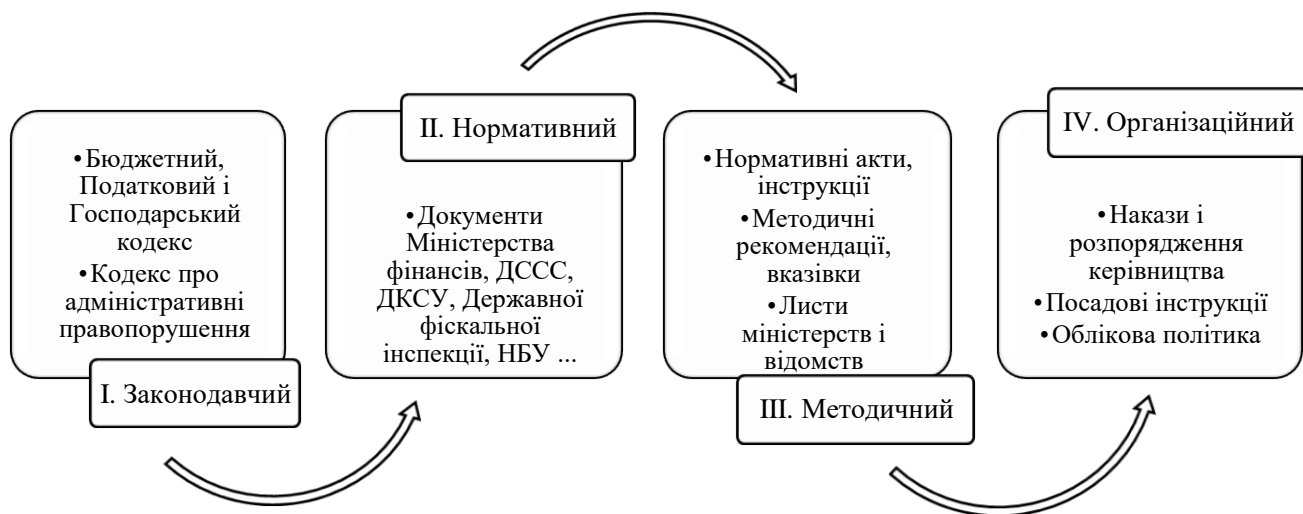 •Бюджетний,
Податковий і
Господарський
кодекс
•Кодекс про
адміністративні
правопорушення
I. Законодавчий
II. Нормативний
•Документи
Міністерства
фінансів, ДССС,
ДКСУ, Державної
фіскальної
інспекції, НБУ ...
•Нормативні акти,
інструкції
•Методичні
рекомендації,
вказівки
•Листи
міністерств і
відомств
III. Методичний
IV. Організаційний
•Накази і
розпорядження
керівництва
•Посадові інструкції
•Облікова політика